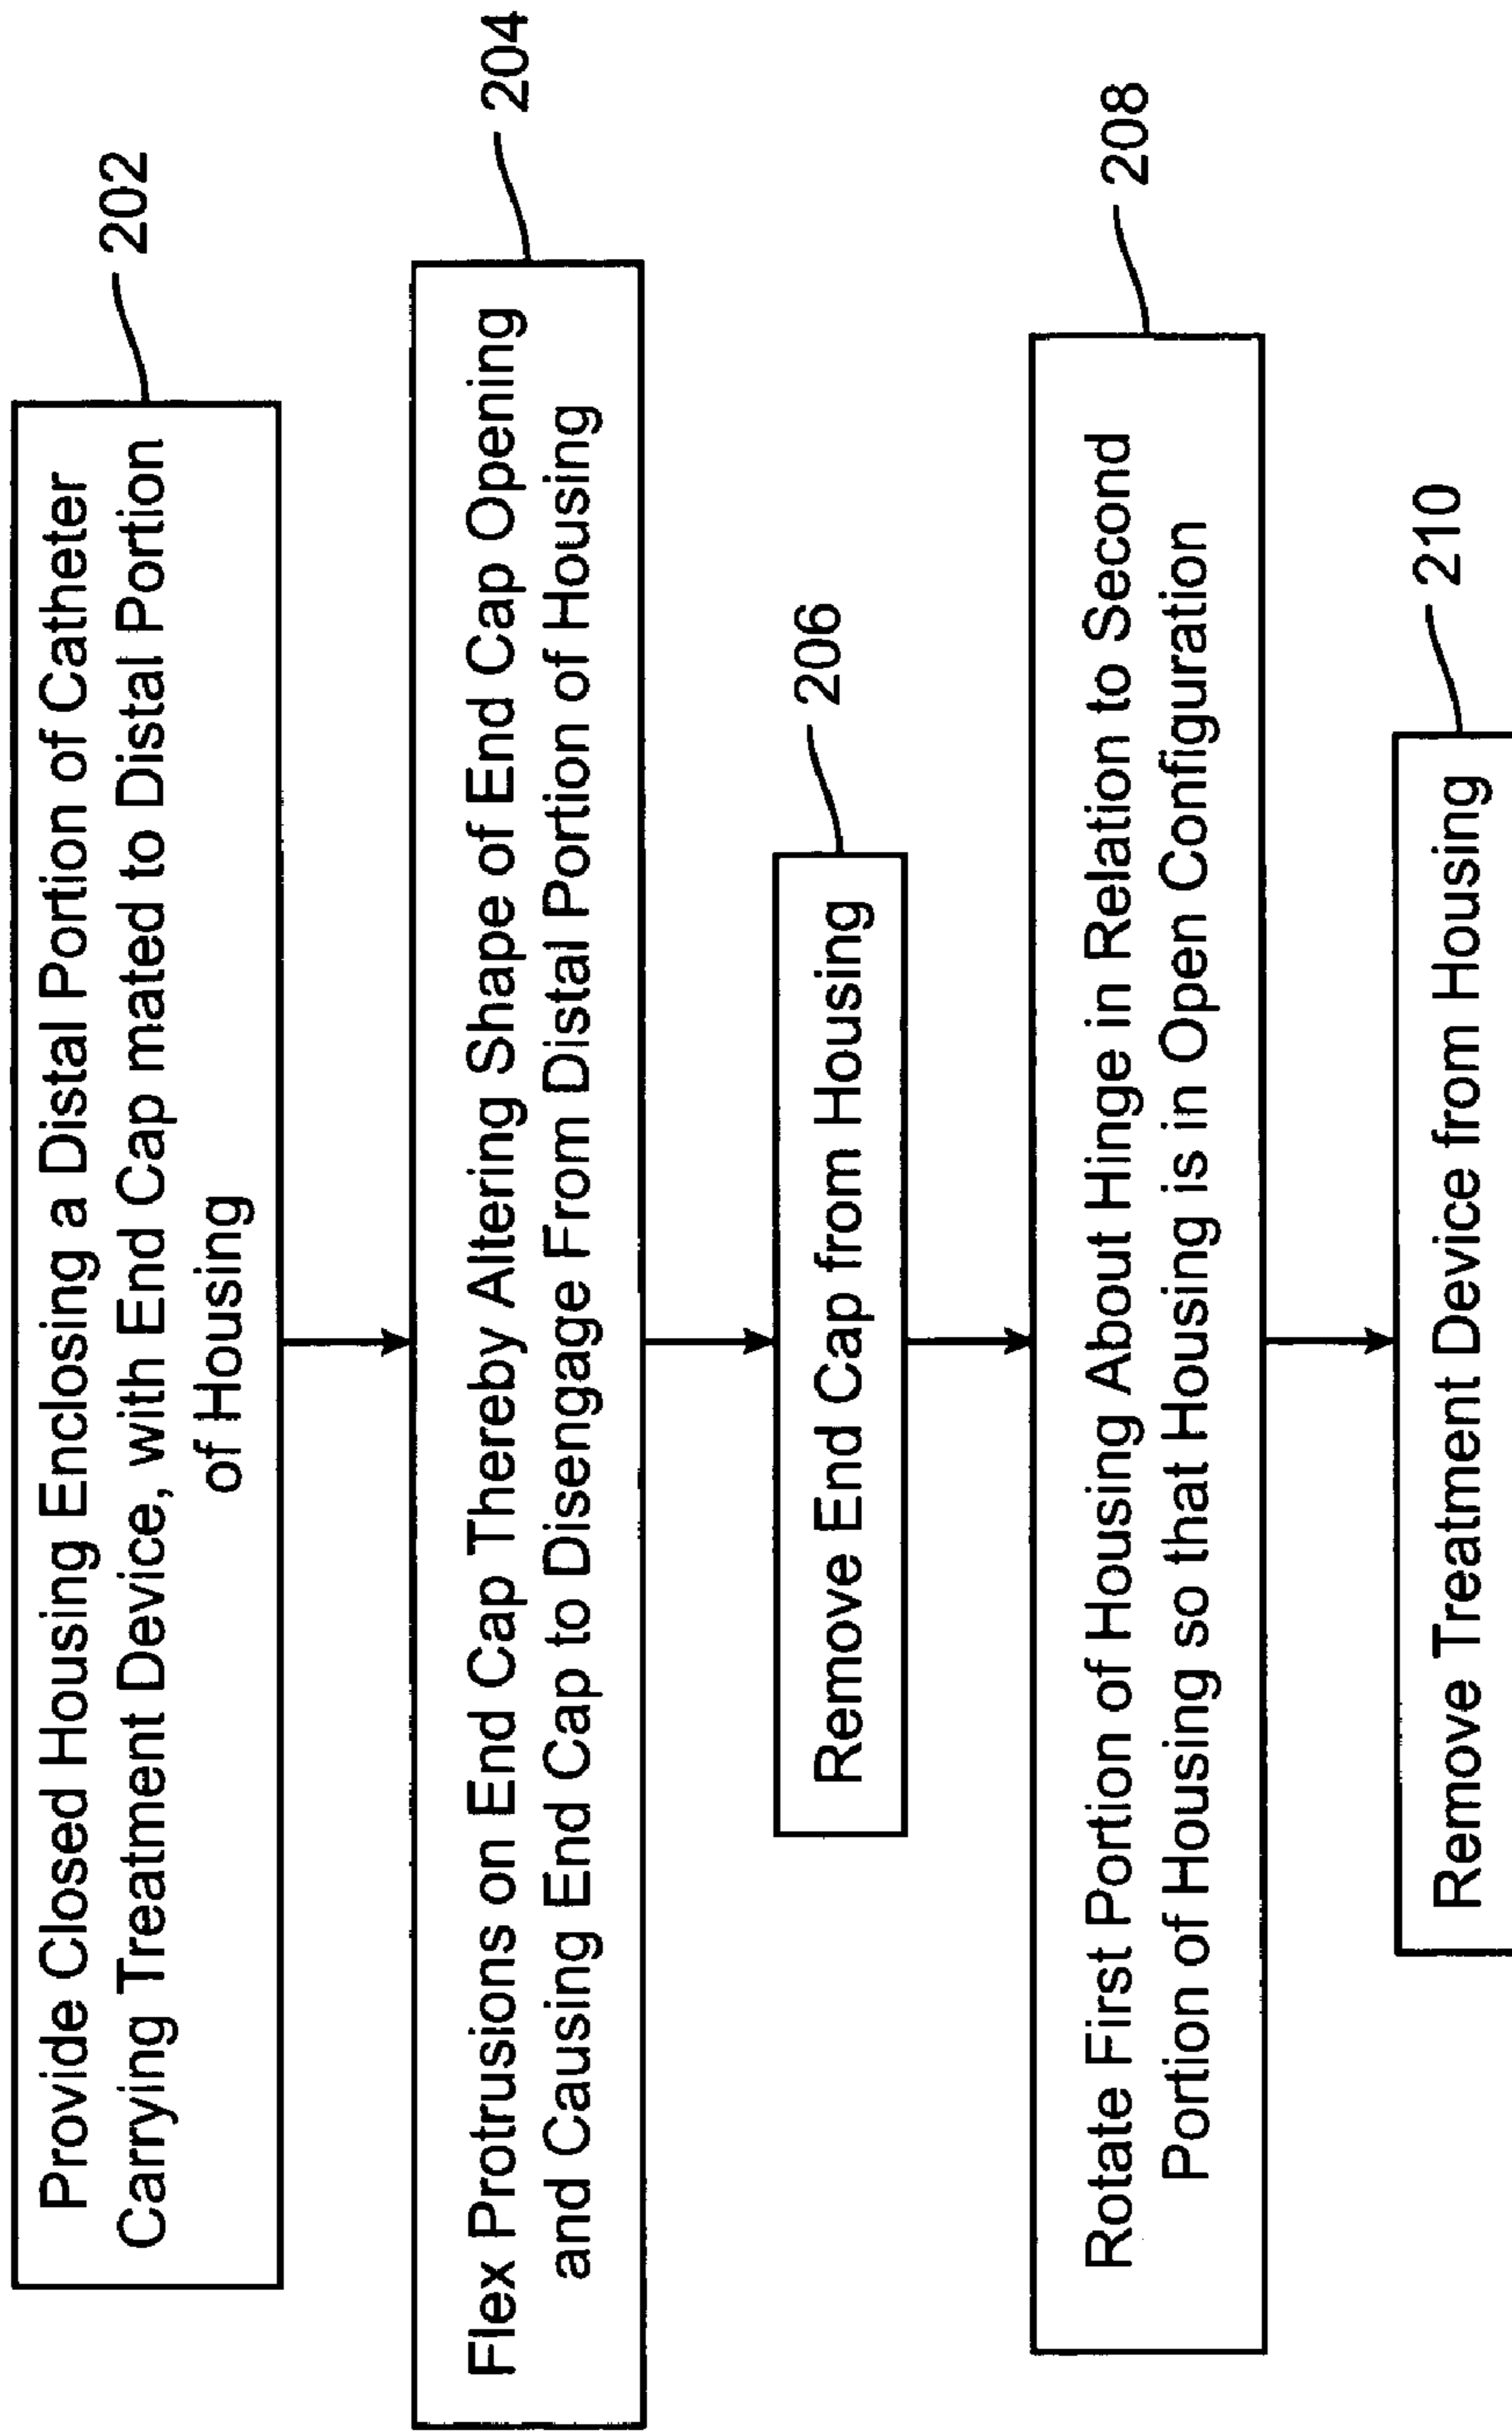 Provide Closed Housing Enclosing a Distal Portion of Catheter
Carrying Treatment Device, with End Cap mated to Distal Portion
of Housing
202
Flex Protrusions on End Cap Thereby Altering Shape of End Cap Opening
and Causing End Cap to Disengage From Distal Portion of Housing
204
Remove End Cap from Housing
206
Rotate First Portion of Housing About Hinge in Relation to Second
Portion of Housing so that Housing is in Open Configuration
208
Remove Treatment Device from Housing
210